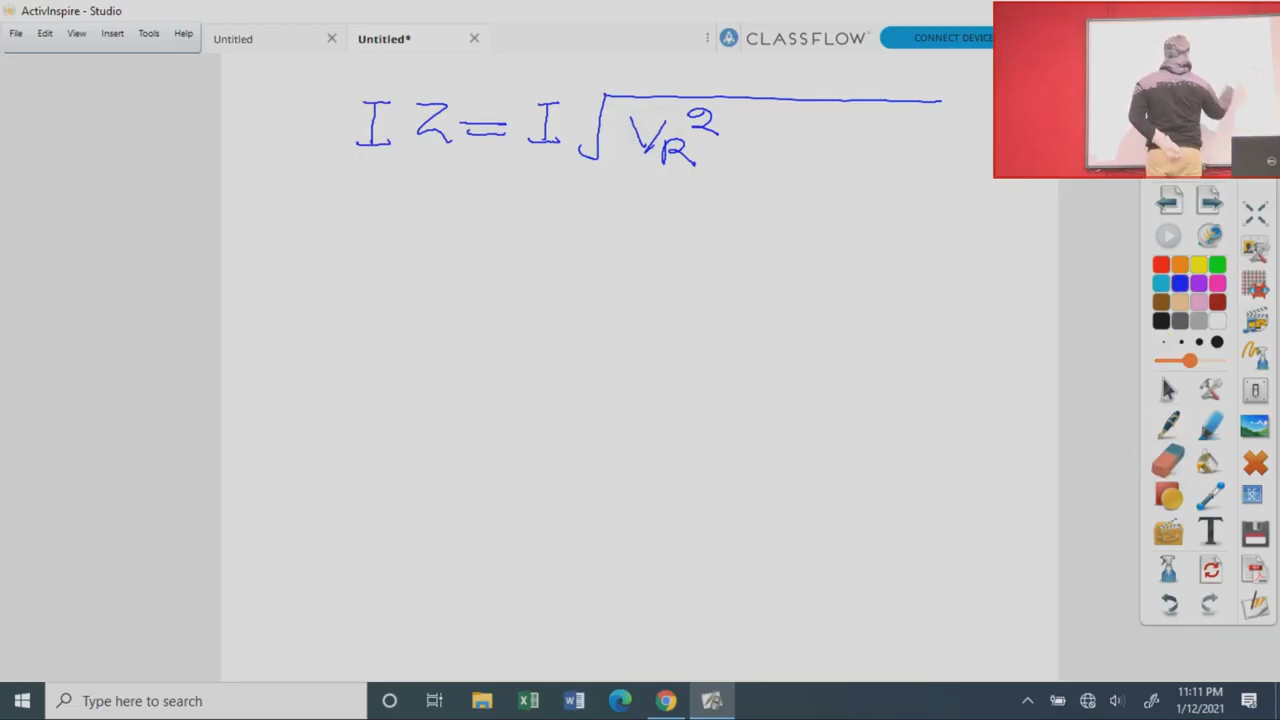 ActivInspire - Studio
File Edit View Insert Tools Help
Untitled
Untitled*
CLASSFLOW
CONNECT DEVICE
I Z = I √ V_R²
T
Type here to search
11:11 PM
1/12/2021